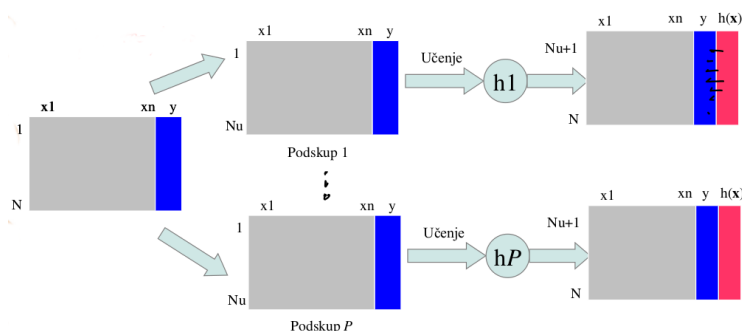 x1 xn y
1
N
x1 xn y
1
Nu
Podskup 1
Učenje
h1
Nu+1
x1 xn y h(x)
N
x1 xn y
1
Nu
Podskup P
Učenje
hP
Nu+1
x1 xn y h(x)
N